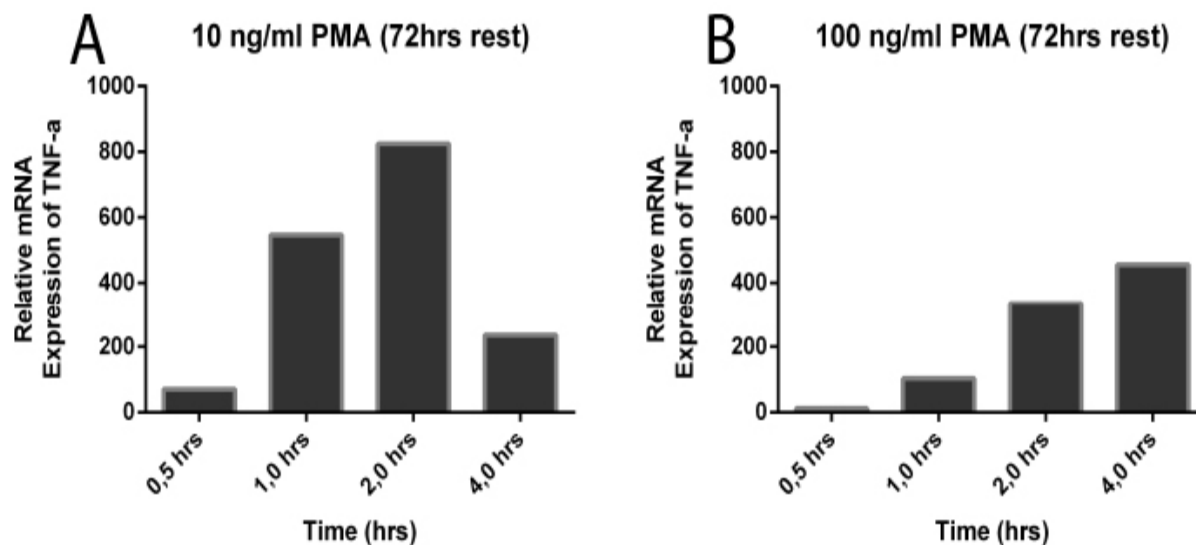 A
10 ng/ml PMA (72hrs rest)
Relative mRNA
Expression of TNF-a
1000
800
600
400
200
0
0,5 hrs
1,0 hrs
2,0 hrs
4,0 hrs
Time (hrs)
B
100 ng/ml PMA (72hrs rest)
Relative mRNA
Expression of TNF-a
1000
800
600
400
200
0
0,5 hrs
1,0 hrs
2,0 hrs
4,0 hrs
Time (hrs)